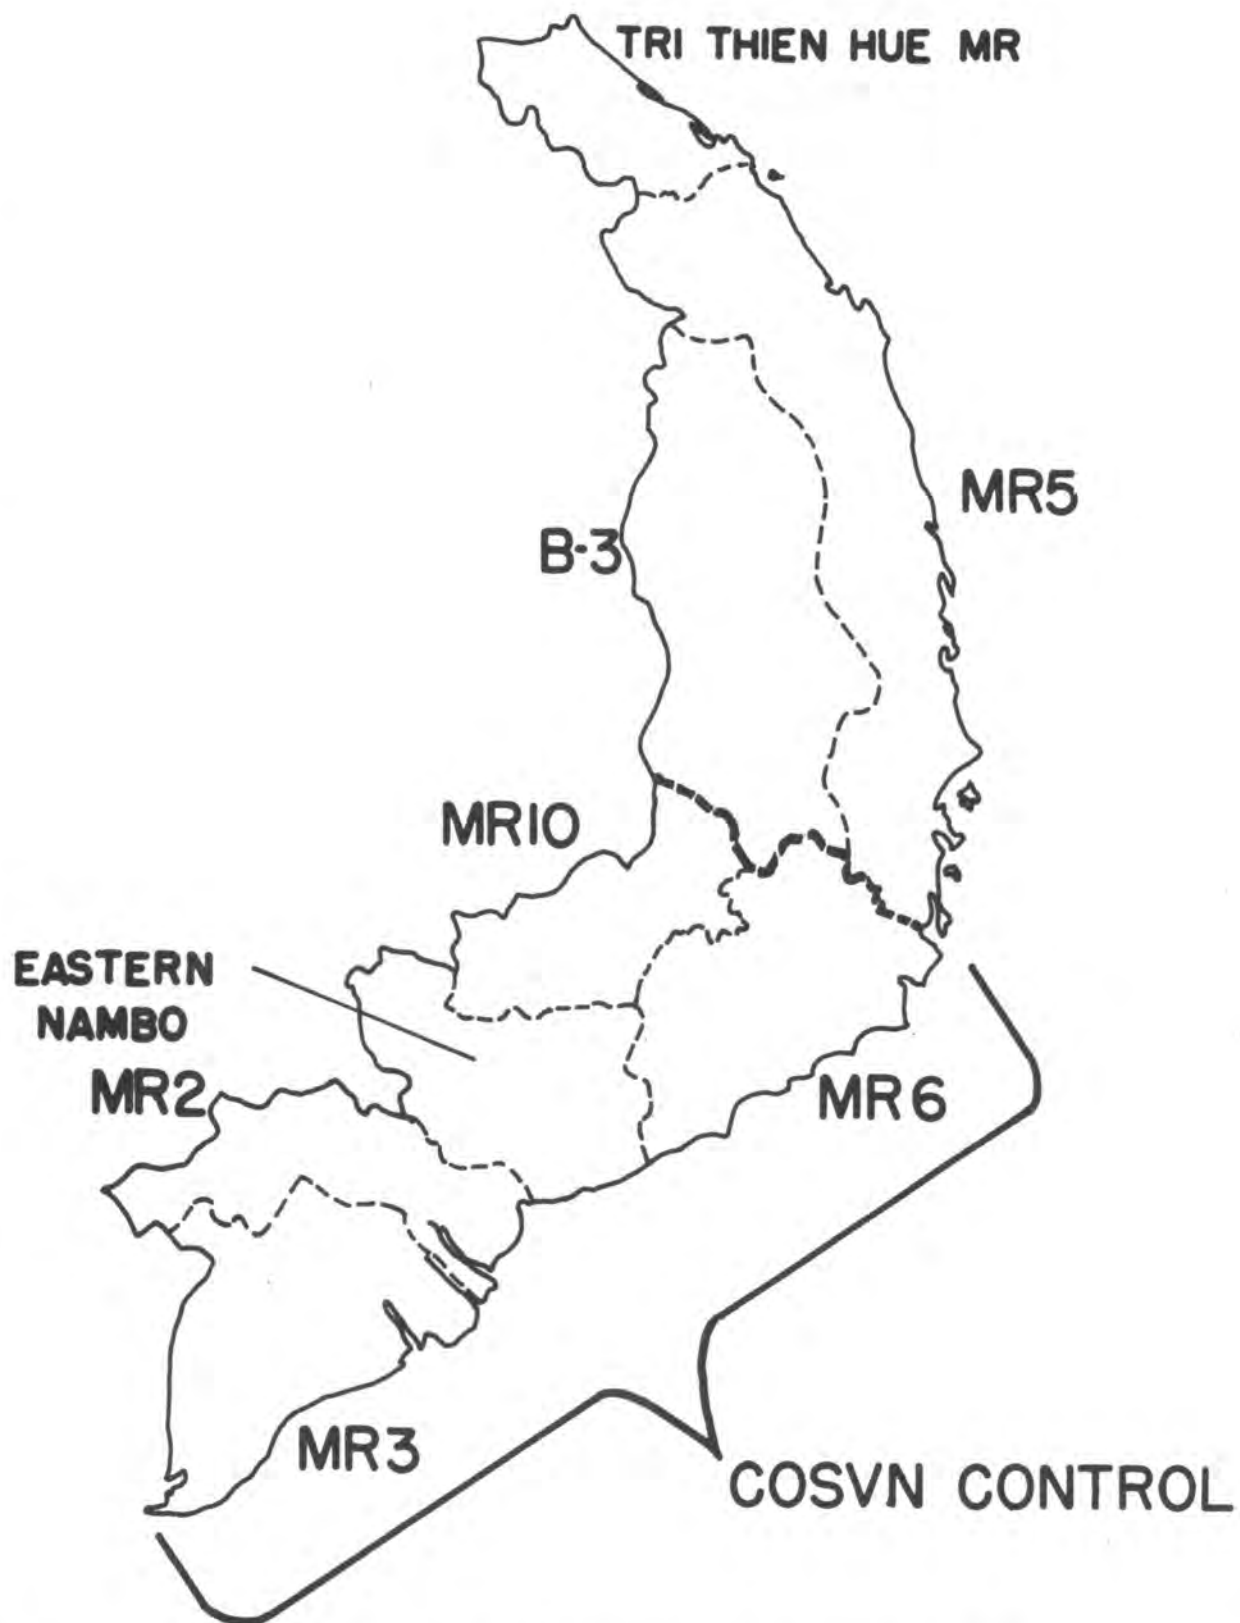 TRI THIEN HUE MR
MR5
B-3
MR10
EASTERN
NAMBO
MR2
MR6
MR3
COSVN CONTROL